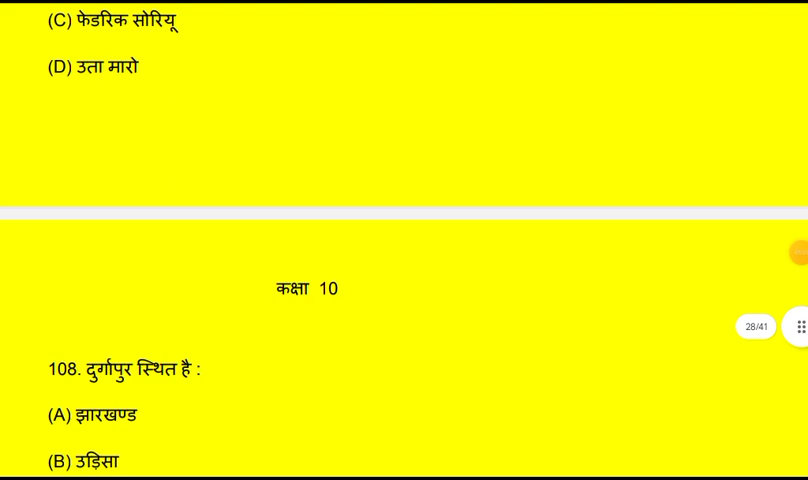 (C) फेडरिक सोरियू
(D) उता मारो
कक्षा 10
28/41
108. दुर्गापुर स्थित है :
(A) झारखण्ड
(B) उड़िसा